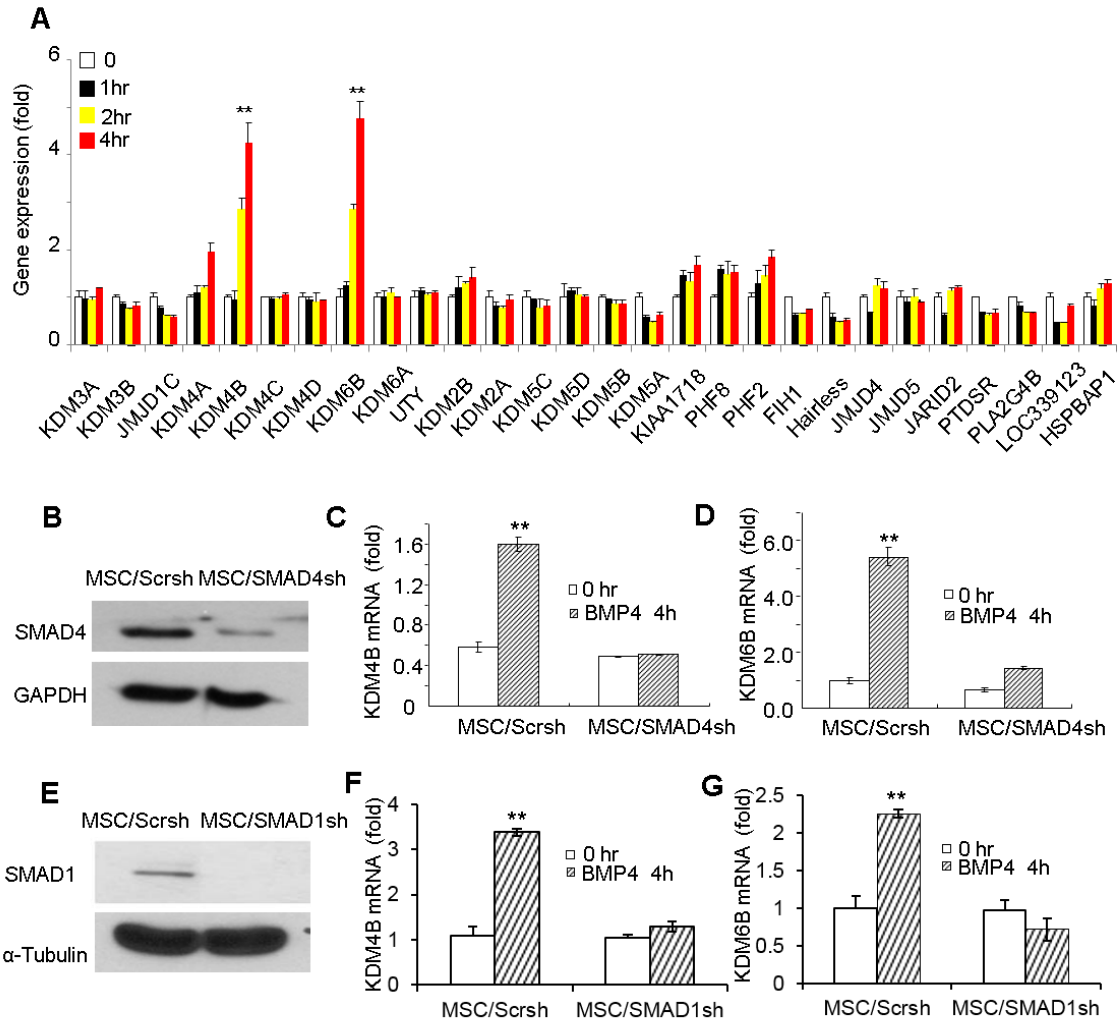 A
Gene expression (fold)
6
4
2
0
0
1hr
2hr
4hr
**
**
KDM3A
KDM3B
JMJD1C
KDM4A
KDM4B
KDM4C
KDM4D
KDM6B
KDM6A
UTY
KDM2B
KDM2A
KDM5C
KDM5D
KDM5B
KDM5A
KIAA1718
PHF8
PHF2
FIH1
Hairless
JMJD4
JMJD5
JARID2
PTDSR
PLA2G4B
LOC339123
HSPBAP1
B
MSC/Scrsh MSC/SMAD4sh
SMAD4
GAPDH
C
KDM4B mRNA (fold)
1.6
1.2
0.8
0.4
0
**
0 hr
BMP4 4h
MSC/Scrsh MSC/SMAD4sh
D
KDM6B mRNA (fold)
6.0
4.0
2.0
0.0
**
0 hr
BMP4 4h
MSC/Scrsh MSC/SMAD4sh
E
MSC/Scrsh MSC/SMAD1sh
SMAD1
α-Tubulin
F
KDM4B mRNA (fold)
4
3
2
1
0
**
0 hr
BMP4 4h
MSC/Scrsh MSC/SMAD1sh
G
KDM6B mRNA (fold)
2.5
2
1.5
1
0.5
0
**
0 hr
BMP4 4h
MSC/Scrsh MSC/SMAD1sh